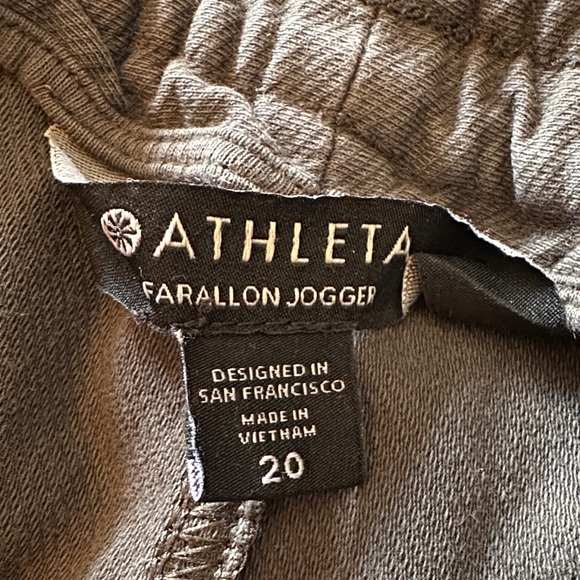 ATHLETA
FARALLON JOGGER
DESIGNED IN
SAN FRANCISCO
MADE IN
VIETNAM
20